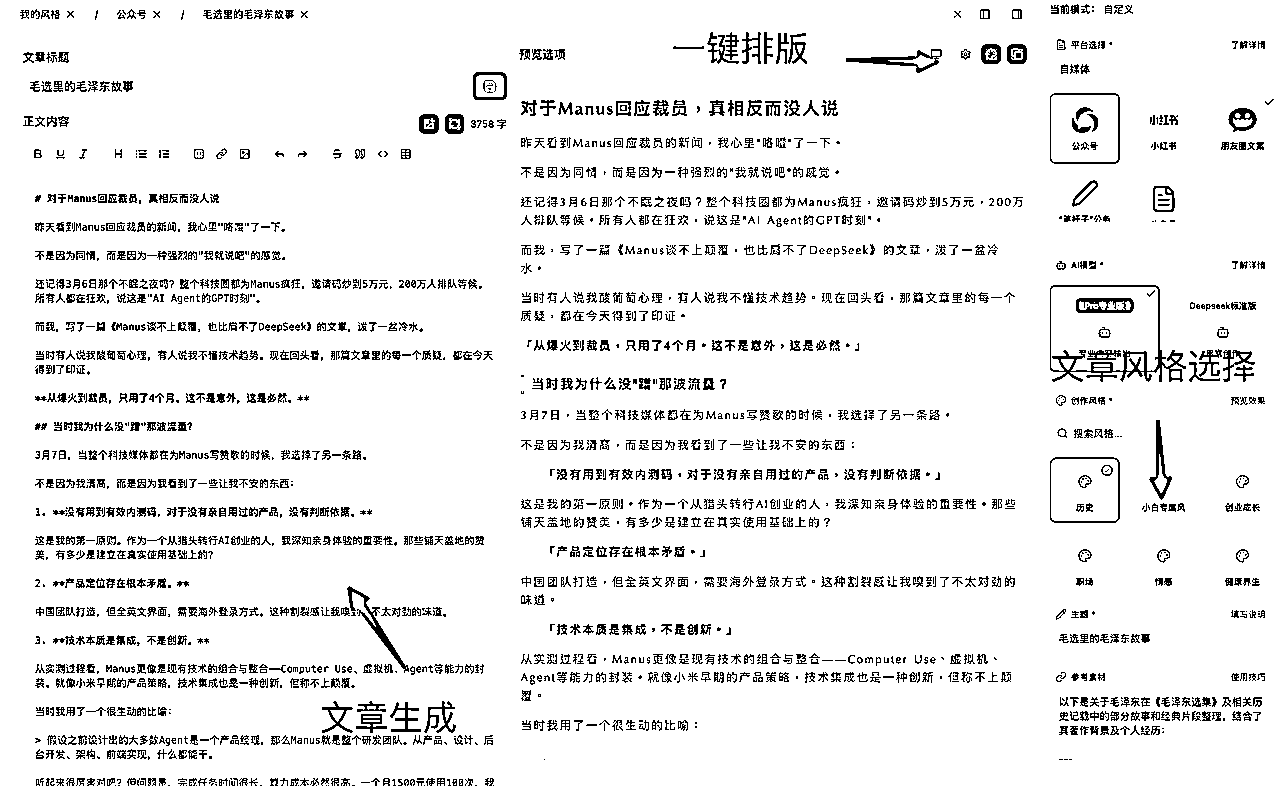 我的风格 × / 公众号 × / 毛选里的毛泽东故事 ×
文章标题
毛选里的毛泽东故事
正文内容
3758 字
B U I H
# 对于Manus回应裁员，真相反而没人说
昨天看到Manus回应裁员的新闻，我心里"咯噔"了一下。
不是因为同情，而是因为一种强烈的"我就说吧"的感觉。
还记得3月6日那个不眠之夜吗？整个科技圈都为Manus疯狂，邀请码炒到5万元，200万人排队等候。
所有人都在狂欢，说这是"AI Agent的GPT时刻"。
而我，写了一篇《Manus谈不上颠覆，也比肩不了DeepSeek》的文章，泼了一盆冷水。
当时有人说我酸葡萄心理，有人说我不懂技术趋势。现在回头看，那篇文章里的每一个质疑，都在今天
得到了印证。
**从爆火到裁员，只用了4个月。这不是意外，这是必然。**
## 当时我为什么没"蹭"那波流量？
3月7日，当整个科技媒体都在为Manus写赞歌的时候，我选择了另一条路。
不是因为我清高，而是因为我看到了一些让我不安的东西：
1. **没有用到有效内测码，对于没有亲自用过的产品，没有判断依据。**
这是我的第一原则。作为一个从猎头转行AI创业的人，我深知亲身体验的重要性。那些铺天盖地的赞
美，有多少是建立在真实使用基础上的？
2. **产品定位存在根本矛盾。**
中国团队打造，但全英文界面，需要海外登录方式。这种割裂感让我嗅到了不太对劲的味道。
3. **技术本质是集成，不是创新。**
从实测过程看，Manus更像是现有技术的组合与整合——Computer Use、虚拟机、Agent等能力的封
装。就像小米早期的产品策略，技术集成也是一种创新，但称不上颠覆。
当时我用了一个很生动的比喻：
> 假设之前设计出的大多数Agent是一个产品经理，那么Manus就是整个研发团队。从产品、设计、后
台开发、架构、前端实现，什么都能干。
听起来很厉害对吧？但问题是，完成任务时间很长，算力成本必然很高。一个月1500元使用100次，我
文章生成
预览选项
一键排版
对于Manus回应裁员，真相反而没人说
昨天看到Manus回应裁员的新闻，我心里"咯噔"了一下。
不是因为同情，而是因为一种强烈的"我就说吧"的感觉。
还记得3月6日那个不眠之夜吗？整个科技圈都为Manus疯狂，邀请码炒到5万元，200万
人排队等候。所有人都在狂欢，说这是"AI Agent的GPT时刻"。
而我，写了一篇《Manus谈不上颠覆，也比肩不了DeepSeek》的文章，泼了一盆冷
水。
当时有人说我酸葡萄心理，有人说我不懂技术趋势。现在回头看，那篇文章里的每一个
质疑，都在今天得到了印证。
「从爆火到裁员，只用了4个月。这不是意外，这是必然。」
当时我为什么没"蹭"那波流量？
3月7日，当整个科技媒体都在为Manus写赞歌的时候，我选择了另一条路。
不是因为我清高，而是因为我看到了一些让我不安的东西：
「没有用到有效内测码，对于没有亲自用过的产品，没有判断依据。」
这是我的第一原则。作为一个从猎头转行AI创业的人，我深知亲身体验的重要性。那些
铺天盖地的赞美，有多少是建立在真实使用基础上的？
「产品定位存在根本矛盾。」
中国团队打造，但全英文界面，需要海外登录方式。这种割裂感让我嗅到了不太对劲的
味道。
「技术本质是集成，不是创新。」
从实测过程看，Manus更像是现有技术的组合与整合——Computer Use、虚拟机、
Agent等能力的封装。就像小米早期的产品策略，技术集成也是一种创新，但称不上颠
覆。
当时我用了一个很生动的比喻：
当前模式： 自定义
平台选择 * 了解详情
自媒体
公众号 小红书 朋友圈文案
"笔杆子"公务
AI模型 * 了解详情
Pro专业版 Deepseek标准版
文章风格选择
创作风格 * 预览效果
搜索风格...
历史 小白专属风 创业成长
职场 情感 健康养生
主题 * 填写说明
毛选里的毛泽东故事
参考素材 使用技巧
以下是关于毛泽东在《毛泽东选集》及相关历
史记载中的部分故事和经典片段整理，结合了
其著作背景及个人经历：
---